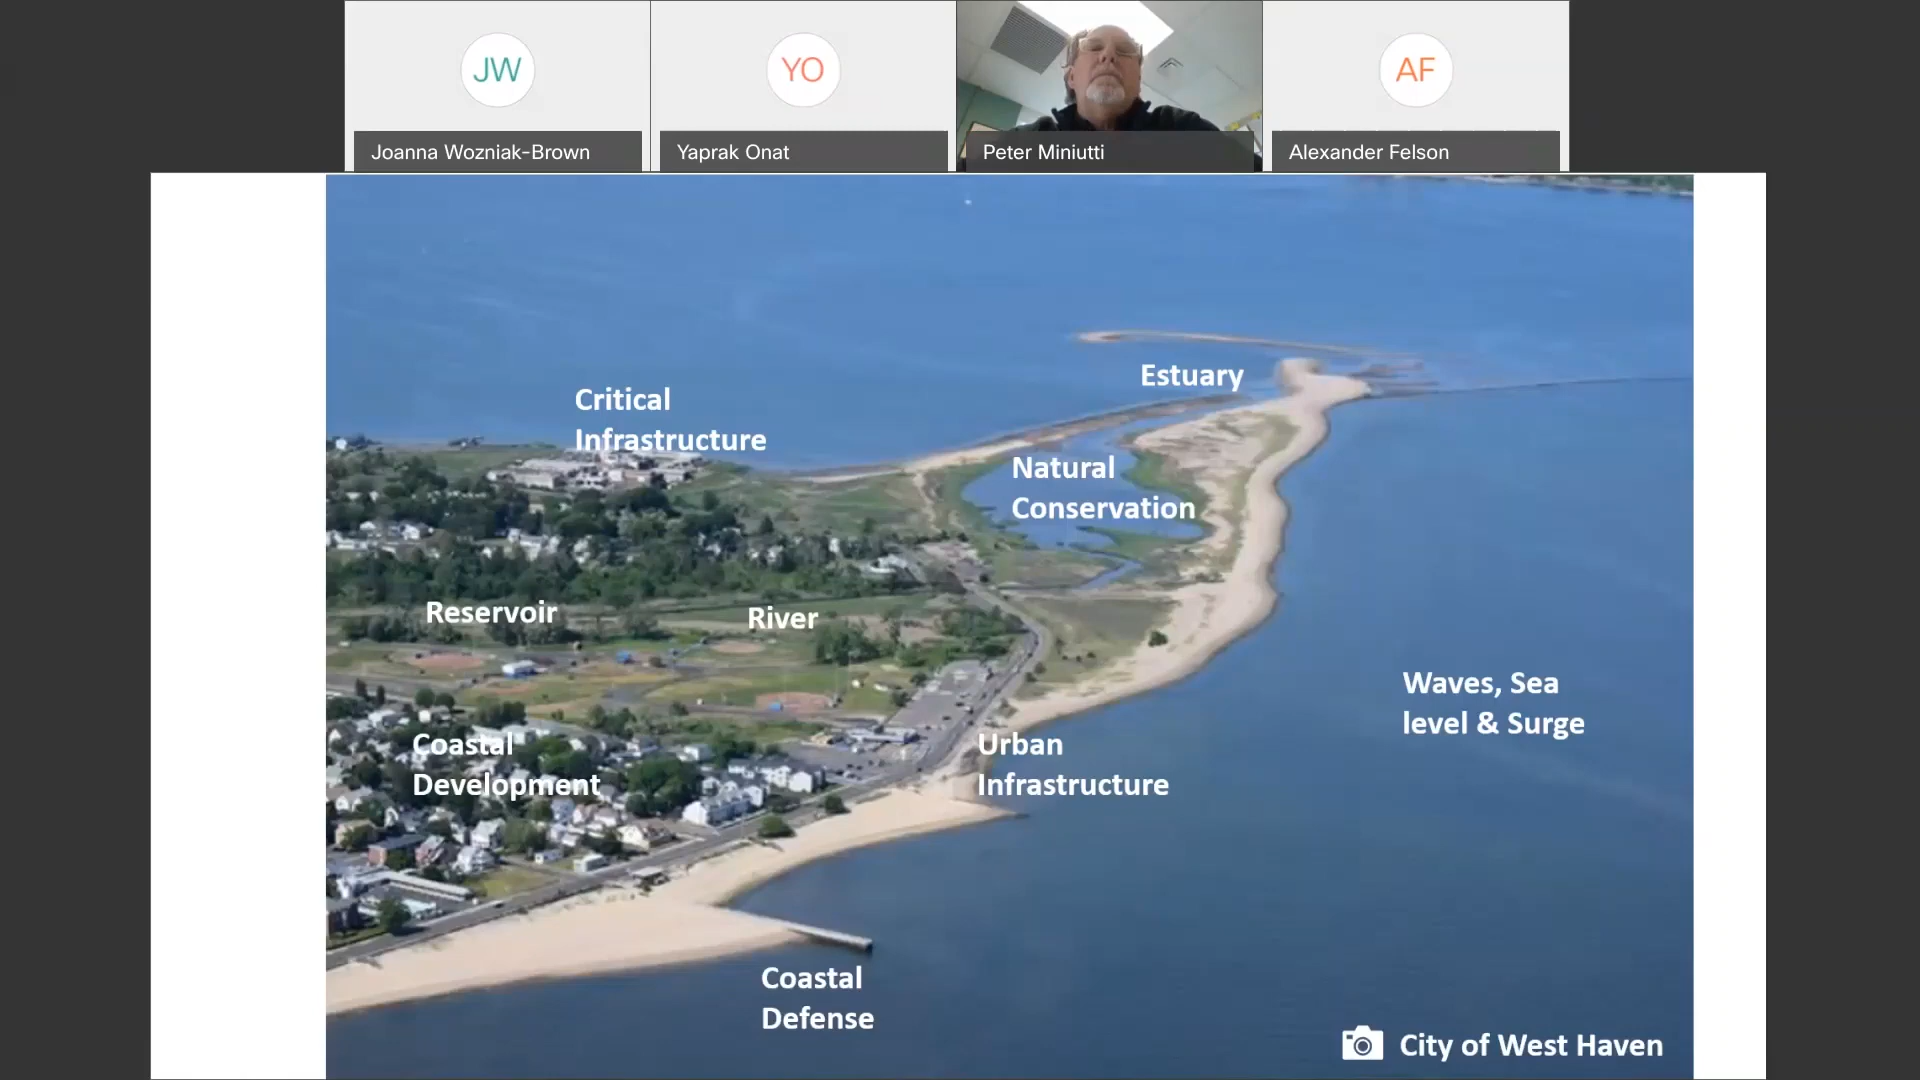 JW
YO
AF
Joanna Wozniak-Brown
Yaprak Onat
Peter Miniutti
Alexander Felson
Estuary
Critical
Infrastructure
Natural
Conservation
Reservoir
River
Waves, Sea
level & Surge
Coastal
Development
Urban
Infrastructure
Coastal
Defense
City of West Haven